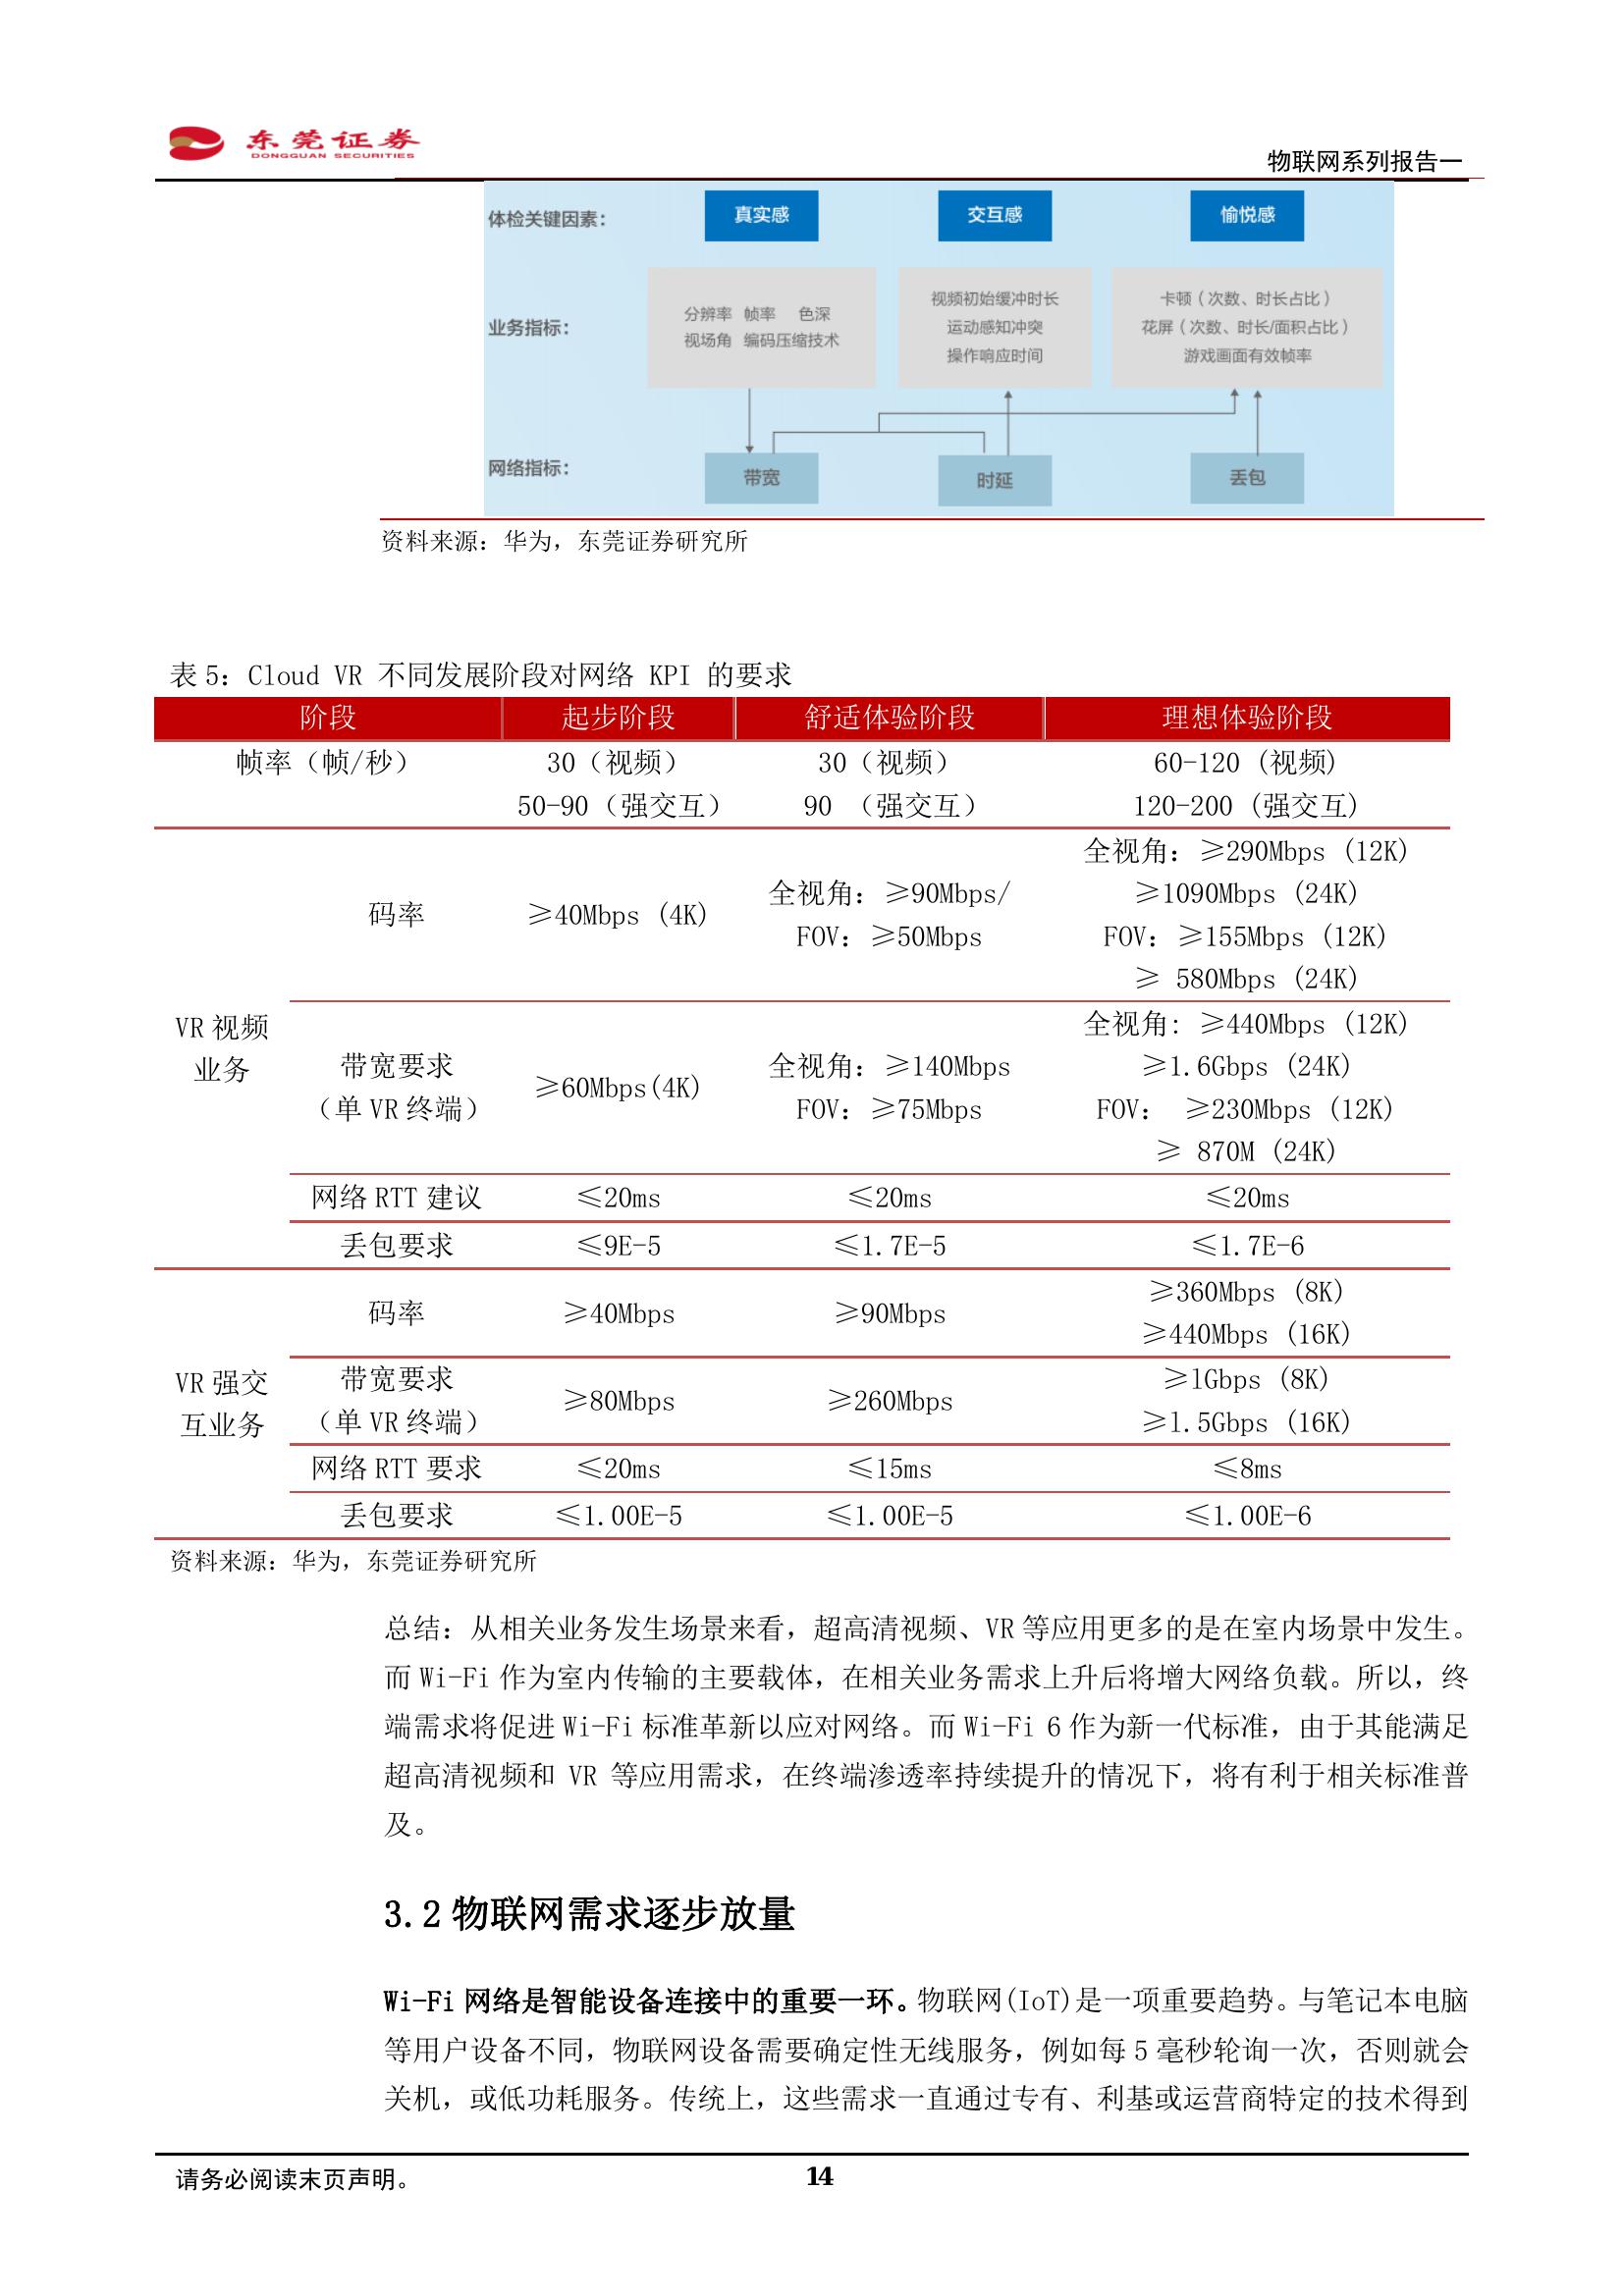 东莞证券
DONGGUAN SECURITIES
物联网系列报告一
体检关键因素： 真实感 交互感 愉悦感
业务指标：
分辨率 帧率 色深
视场角 编码压缩技术
视频初始缓冲时长
运动感知冲突
操作响应时间
卡顿（次数、时长占比）
花屏（次数、时长/面积占比）
游戏画面有效帧率
网络指标： 带宽 时延 丢包
资料来源：华为，东莞证券研究所
表 5：Cloud VR 不同发展阶段对网络 KPI 的要求
阶段 起步阶段 舒适体验阶段 理想体验阶段
帧率（帧/秒） 30（视频） 30（视频） 60-120 (视频)
50-90（强交互） 90 （强交互） 120-200 (强交互)
VR 视频
业务
码率
≥40Mbps (4K)
全视角：≥90Mbps/
FOV：≥50Mbps
全视角：≥290Mbps (12K)
≥1090Mbps (24K)
FOV：≥155Mbps (12K)
≥ 580Mbps (24K)
带宽要求
（单 VR 终端）
≥60Mbps(4K)
全视角：≥140Mbps
FOV：≥75Mbps
全视角: ≥440Mbps (12K)
≥1.6Gbps (24K)
FOV： ≥230Mbps (12K)
≥ 870M (24K)
网络 RTT 建议 ≤20ms ≤20ms ≤20ms
丢包要求 ≤9E-5 ≤1.7E-5 ≤1.7E-6
VR 强交
互业务
码率
≥40Mbps
≥90Mbps
≥360Mbps (8K)
≥440Mbps (16K)
带宽要求
（单 VR 终端）
≥80Mbps
≥260Mbps
≥1Gbps (8K)
≥1.5Gbps (16K)
网络 RTT 要求 ≤20ms ≤15ms ≤8ms
丢包要求 ≤1.00E-5 ≤1.00E-5 ≤1.00E-6
资料来源：华为，东莞证券研究所
总结：从相关业务发生场景来看，超高清视频、VR 等应用更多的是在室内场景中发生。
而 Wi-Fi 作为室内传输的主要载体，在相关业务需求上升后将增大网络负载。所以，终
端需求将促进 Wi-Fi 标准革新以应对网络。而 Wi-Fi 6 作为新一代标准，由于其能满足
超高清视频和 VR 等应用需求，在终端渗透率持续提升的情况下，将有利于相关标准普
及。
3.2 物联网需求逐步放量
Wi-Fi 网络是智能设备连接中的重要一环。物联网(IoT)是一项重要趋势。与笔记本电脑
等用户设备不同，物联网设备需要确定性无线服务，例如每 5 毫秒轮询一次，否则就会
关机，或低功耗服务。传统上，这些需求一直通过专有、利基或运营商特定的技术得到
请务必阅读末页声明。
14